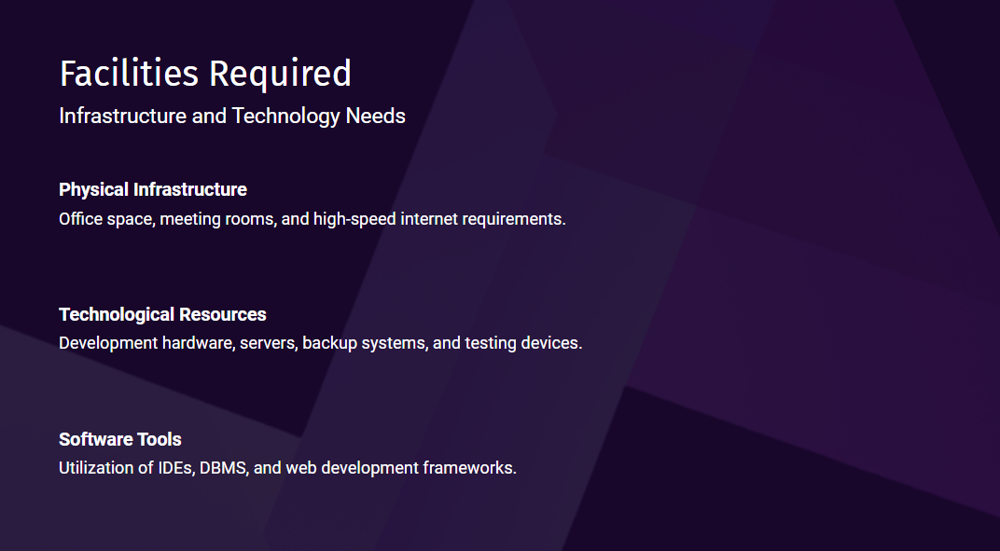 Facilities Required
Infrastructure and Technology Needs
Physical Infrastructure
Office space, meeting rooms, and high-speed internet requirements.
Technological Resources
Development hardware, servers, backup systems, and testing devices.
Software Tools
Utilization of IDEs, DBMS, and web development frameworks.